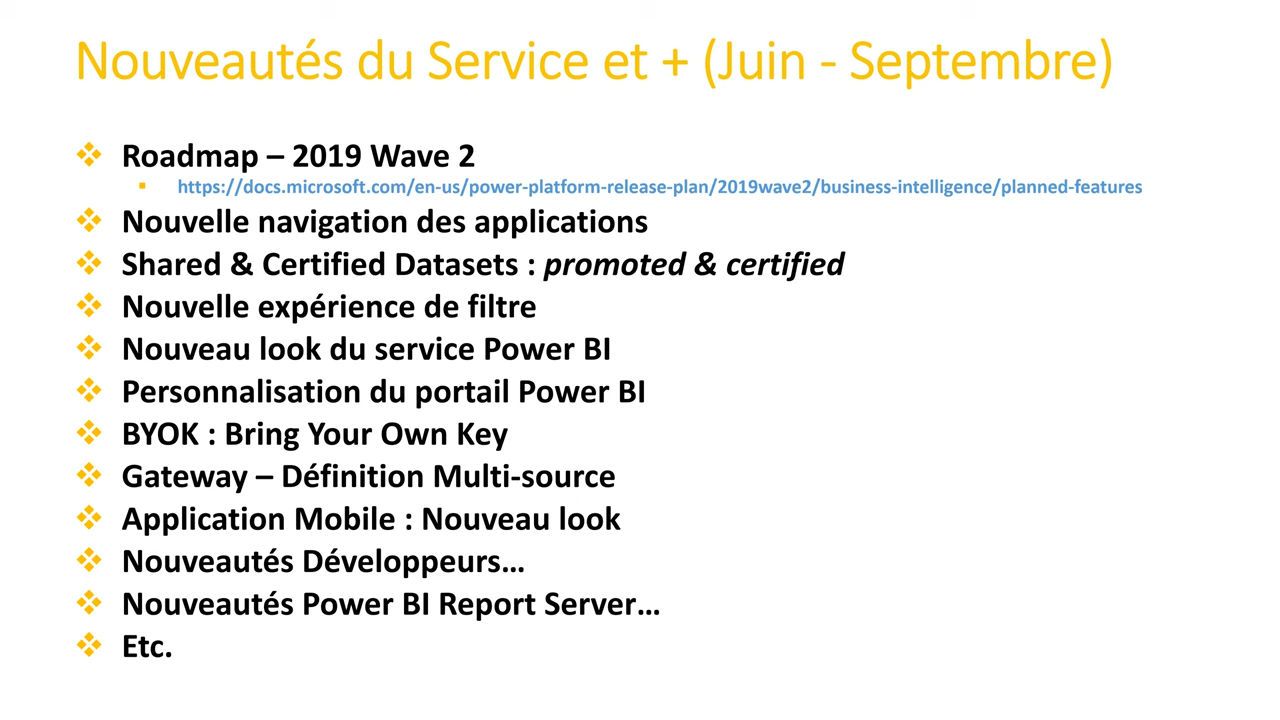 Nouveautés du Service et + (Juin - Septembre)
Roadmap – 2019 Wave 2
https://docs.microsoft.com/en-us/power-platform-release-plan/2019wave2/business-intelligence/planned-features
Nouvelle navigation des applications
Shared & Certified Datasets : promoted & certified
Nouvelle expérience de filtre
Nouveau look du service Power BI
Personnalisation du portail Power BI
BYOK : Bring Your Own Key
Gateway – Définition Multi-source
Application Mobile : Nouveau look
Nouveautés Développeurs…
Nouveautés Power BI Report Server…
Etc.